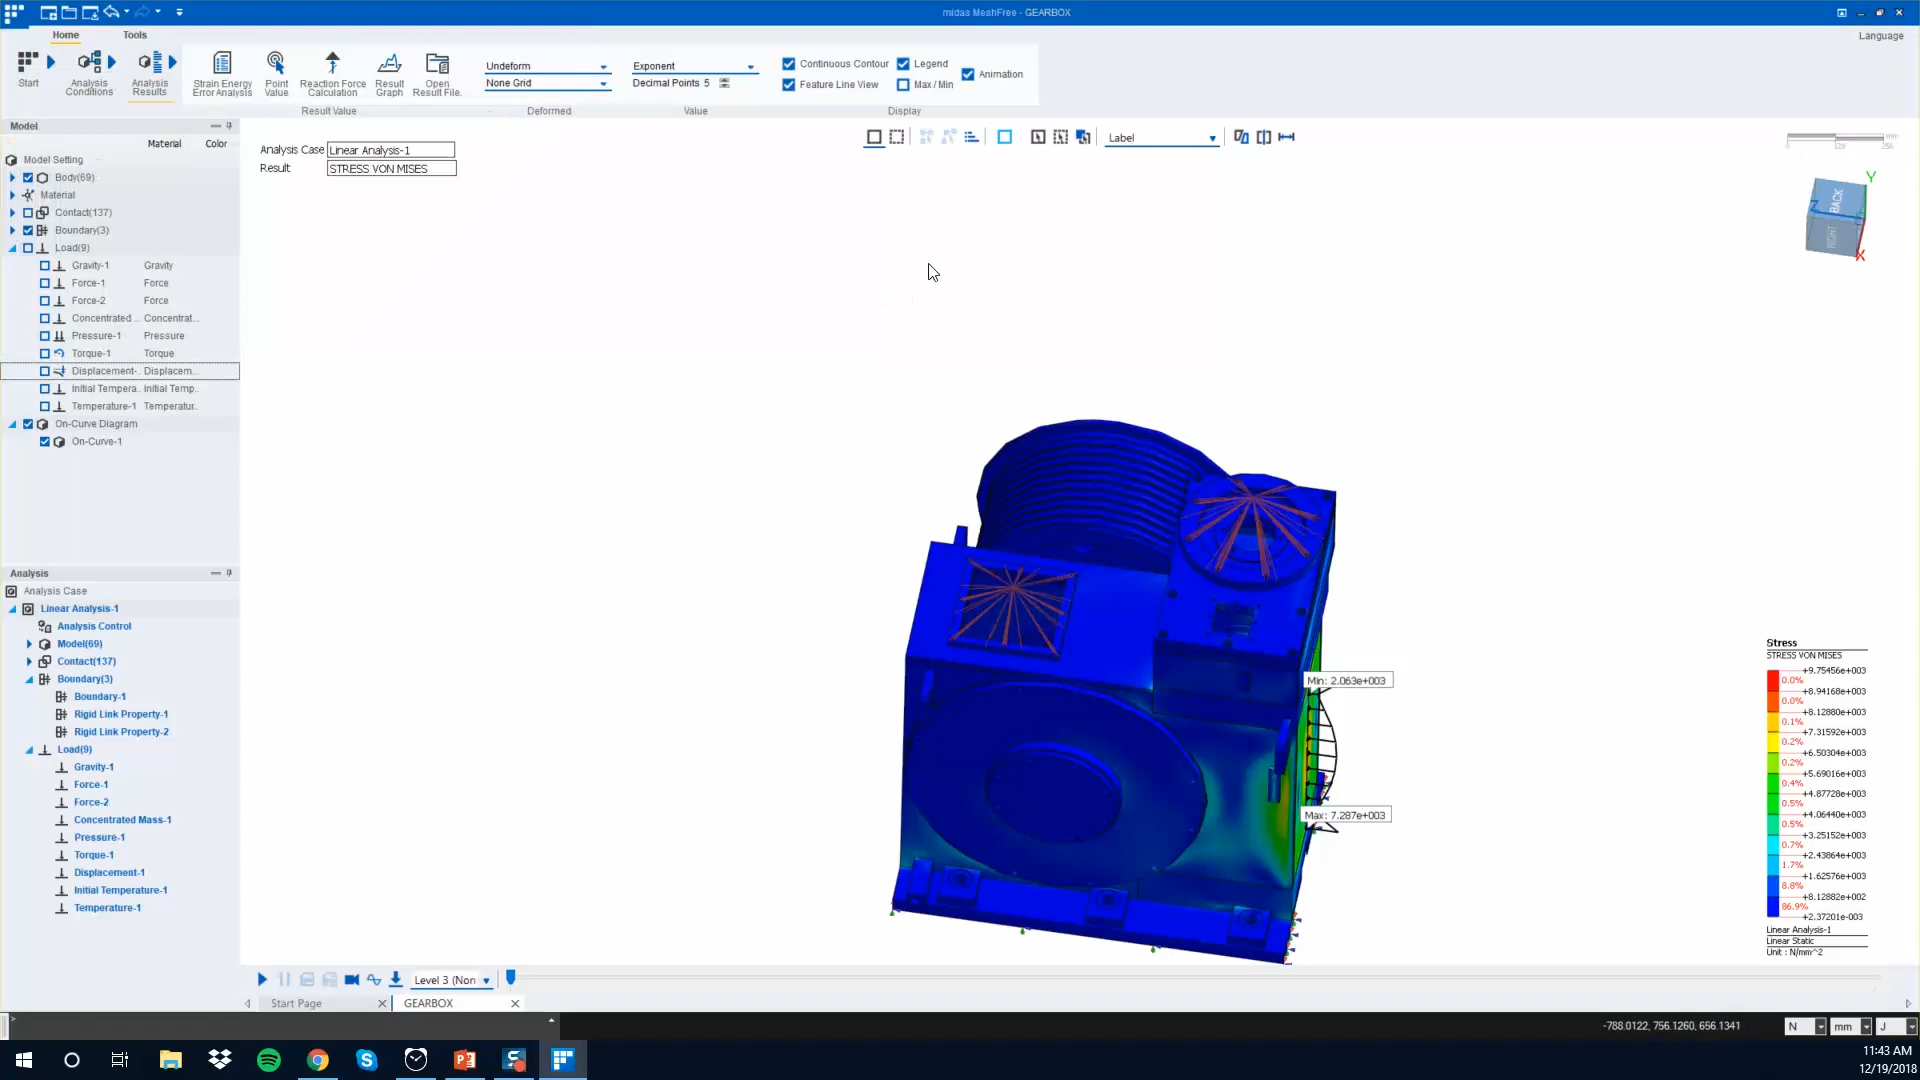 midas MeshFree - GEARBOX
Home
Tools
Language
Start
Analysis
Conditions
Analysis
Results
Strain Energy
Error Analysis
Point
Value
Reaction Force
Calculation
Result
Graph
Open
Result File.
Undeform
None Grid
Exponent
Decimal Points 5
Continuous Contour
Feature Line View
Legend
Max / Min
Animation
Result Value
Deformed
Value
Display
Model
Material
Color
Model Setting
Body(69)
Material
Contact(137)
Boundary(3)
Load(9)
Gravity-1 Gravity
Force-1 Force
Force-2 Force
Concentrated ... Concentrat...
Pressure-1 Pressure
Torque-1 Torque
Displacement-.. Displacem...
Initial Tempera.. Initial Temp..
Temperature-1 Temperatur..
On-Curve Diagram
On-Curve-1
Analysis
Analysis Case
Linear Analysis-1
Analysis Control
Model(69)
Contact(137)
Boundary(3)
Boundary-1
Rigid Link Property-1
Rigid Link Property-2
Load(9)
Gravity-1
Force-1
Force-2
Concentrated Mass-1
Pressure-1
Torque-1
Displacement-1
Initial Temperature-1
Temperature-1
Analysis Case Linear Analysis-1
Result STRESS VON MISES
Label
Y
BACK
Z
RIGHT
X
Min: 2.063e+003
Max: 7.287e+003
Stress
STRESS VON MISES
+9.75456e+003
0.0%
+8.94168e+003
0.0%
+8.12880e+003
0.1%
+7.31592e+003
0.2%
+6.50304e+003
0.2%
+5.69016e+003
0.4%
+4.87728e+003
0.5%
+4.06440e+003
0.5%
+3.25152e+003
0.7%
+2.43864e+003
1.7%
+1.62576e+003
8.8%
+8.12882e+002
86.9%
+2.37201e-003
Linear Analysis-1
Linear Static
Unit : N/mm^2
Level 3 (Non
Start Page
GEARBOX
>
-788.0122, 756.1260, 656.1341
N
mm
J
11:43 AM
12/19/2018